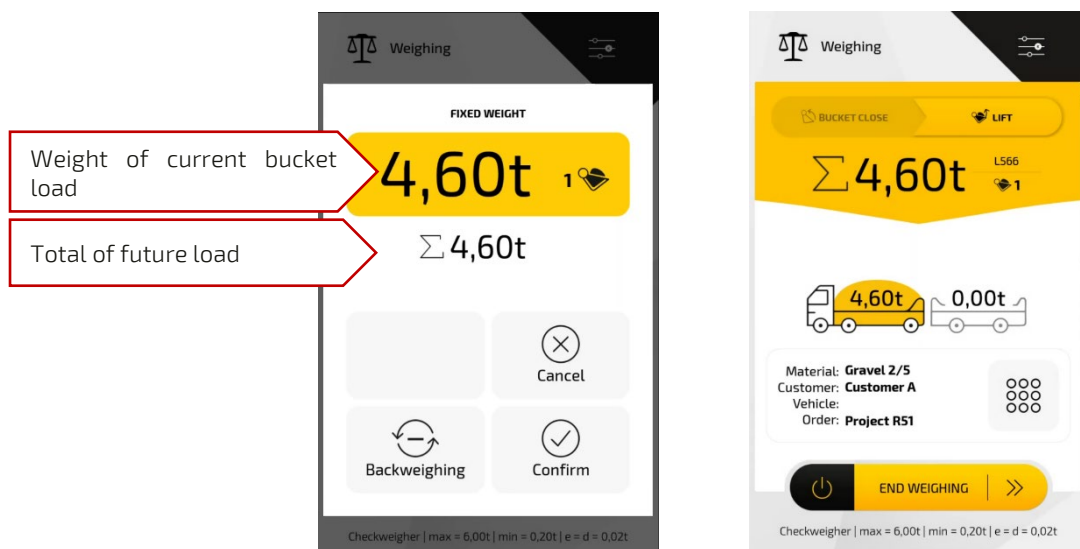 Weighing
FIXED WEIGHT
Weight of current bucket
load
4,60t 1
Total of future load
∑ 4,60t
Cancel
Backweighing
Confirm
Checkweigher | max = 6,00t | min = 0,20t | e = d = 0,02t
Weighing
BUCKET CLOSE
LIFT
∑ 4,60t
L566
1
4,60t
0,00t
Material: Gravel 2/5
Customer: Customer A
Vehicle:
Order: Project R51
END WEIGHING
Checkweigher | max = 6,00t | min = 0,20t | e = d = 0,02t